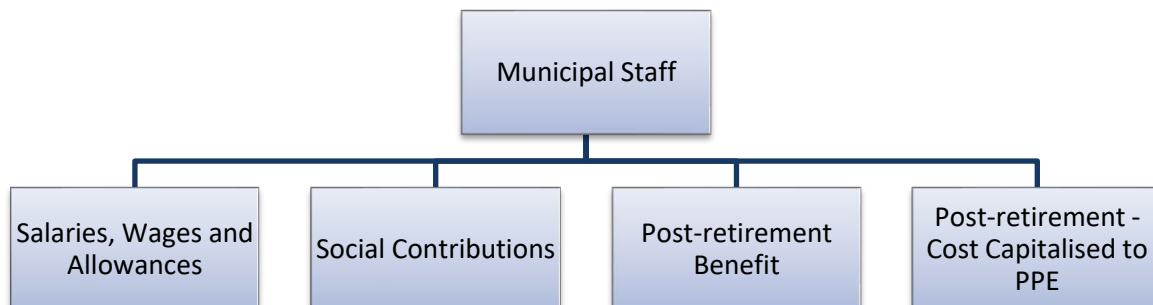 Municipal Staff
Salaries, Wages and
Allowances
Social Contributions
Post-retirement
Benefit
Post-retirement -
Cost Capitalised to
PPE